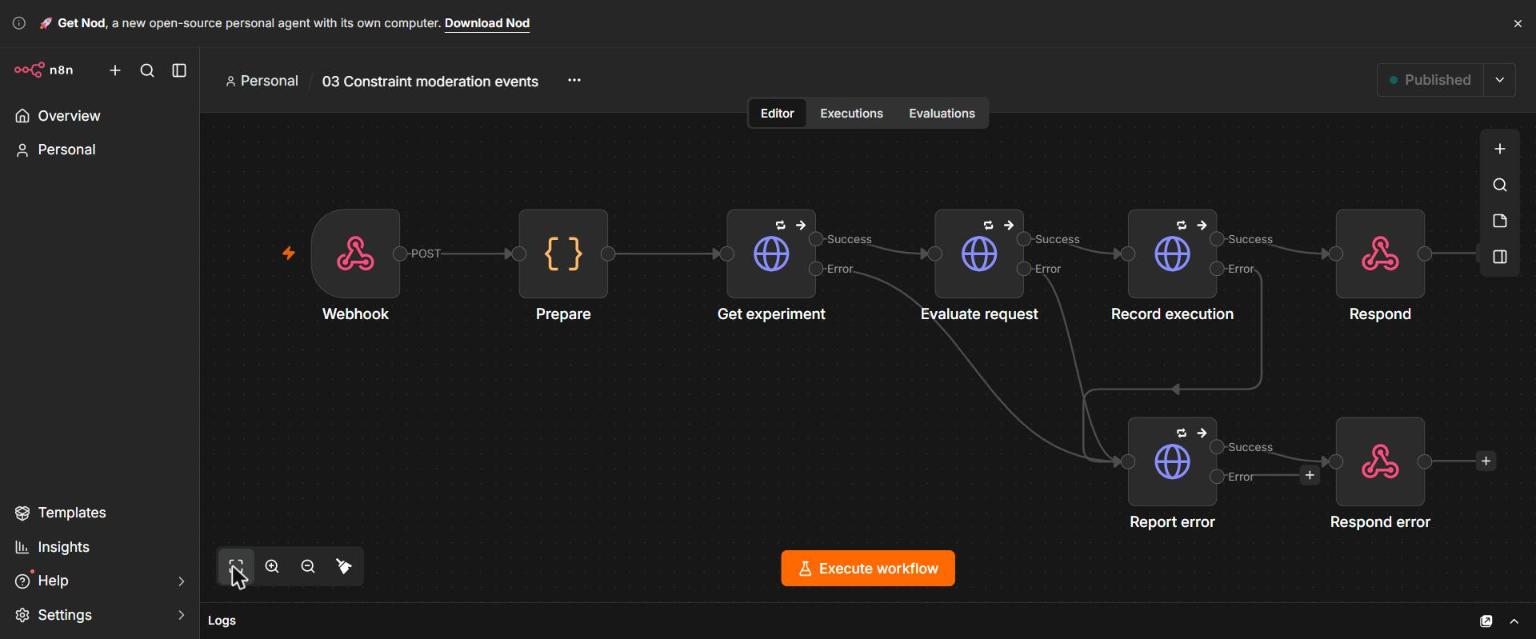 🚀 Get Nod, a new open-source personal agent with its own computer. Download Nod
n8n
Personal / 03 Constraint moderation events
Published
Editor
Executions
Evaluations
Overview
Personal
POST
Success
Error
Success
Error
Success
Error
Webhook
Prepare
Get experiment
Evaluate request
Record execution
Respond
Success
Error
Report error
Respond error
Templates
Insights
Help
Settings
Execute workflow
Logs